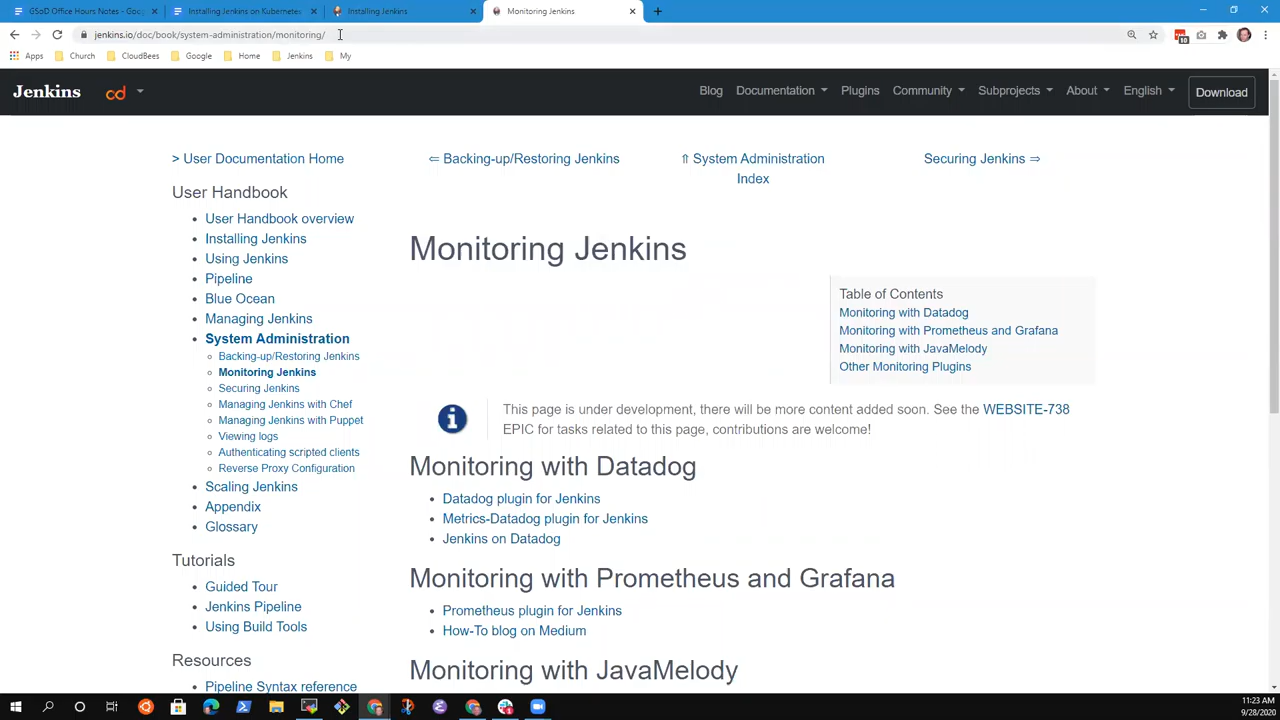 GSoD Office Hours Notes - Goo
Installing Jenkins on Kubernete
Installing Jenkins
Monitoring Jenkins
jenkins.io/doc/book/system-administration/monitoring/
10
Apps
Church
CloudBees
Google
Home
Jenkins
My
Jenkins
cd
Blog
Documentation
Plugins
Community
Subprojects
About
English
Download
> User Documentation Home
⇐ Backing-up/Restoring Jenkins
⇑ System Administration
Index
Securing Jenkins ⇒
User Handbook
User Handbook overview
Installing Jenkins
Using Jenkins
Pipeline
Blue Ocean
Managing Jenkins
System Administration
Backing-up/Restoring Jenkins
Monitoring Jenkins
Securing Jenkins
Managing Jenkins with Chef
Managing Jenkins with Puppet
Viewing logs
Authenticating scripted clients
Reverse Proxy Configuration
Scaling Jenkins
Appendix
Glossary
Tutorials
Guided Tour
Jenkins Pipeline
Using Build Tools
Resources
Pipeline Syntax reference
Monitoring Jenkins
Table of Contents
Monitoring with Datadog
Monitoring with Prometheus and Grafana
Monitoring with JavaMelody
Other Monitoring Plugins
This page is under development, there will be more content added soon. See the WEBSITE-738
EPIC for tasks related to this page, contributions are welcome!
Monitoring with Datadog
Datadog plugin for Jenkins
Metrics-Datadog plugin for Jenkins
Jenkins on Datadog
Monitoring with Prometheus and Grafana
Prometheus plugin for Jenkins
How-To blog on Medium
Monitoring with JavaMelody
11:23 AM
9/28/2020